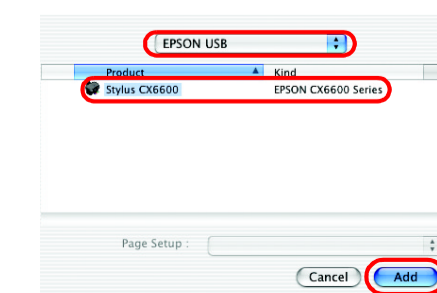 EPSON USB
Product Kind
Stylus CX6600 EPSON CX6600 Series
Page Setup :
Cancel Add